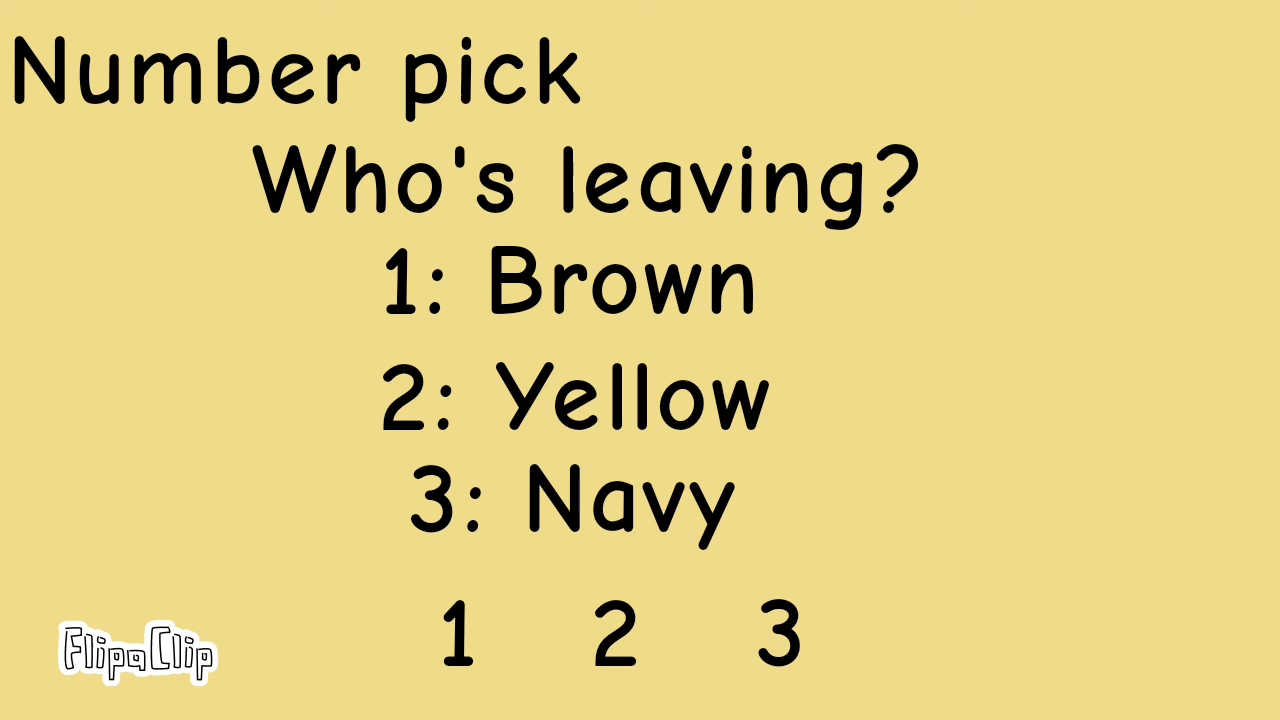 Number pick
Who's leaving?
1: Brown
2: Yellow
3: Navy
1 2 3
FlipaClip